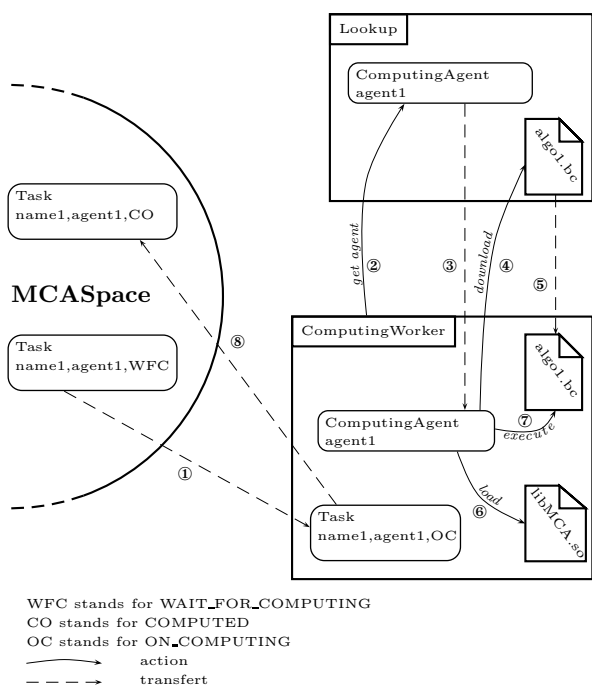 Lookup
ComputingAgent
agent1
algo1.bc
Task
name1,agent1,CO
get agent
②
③
download
④
⑤
MCASpace
ComputingWorker
⑧
Task
name1,agent1,WFC
algo1.bc
ComputingAgent
agent1
⑦
execute
①
load
⑥
libMCA.so
Task
name1,agent1,OC
WFC stands for WAIT_FOR_COMPUTING
CO stands for COMPUTED
OC stands for ON_COMPUTING
action
transfert